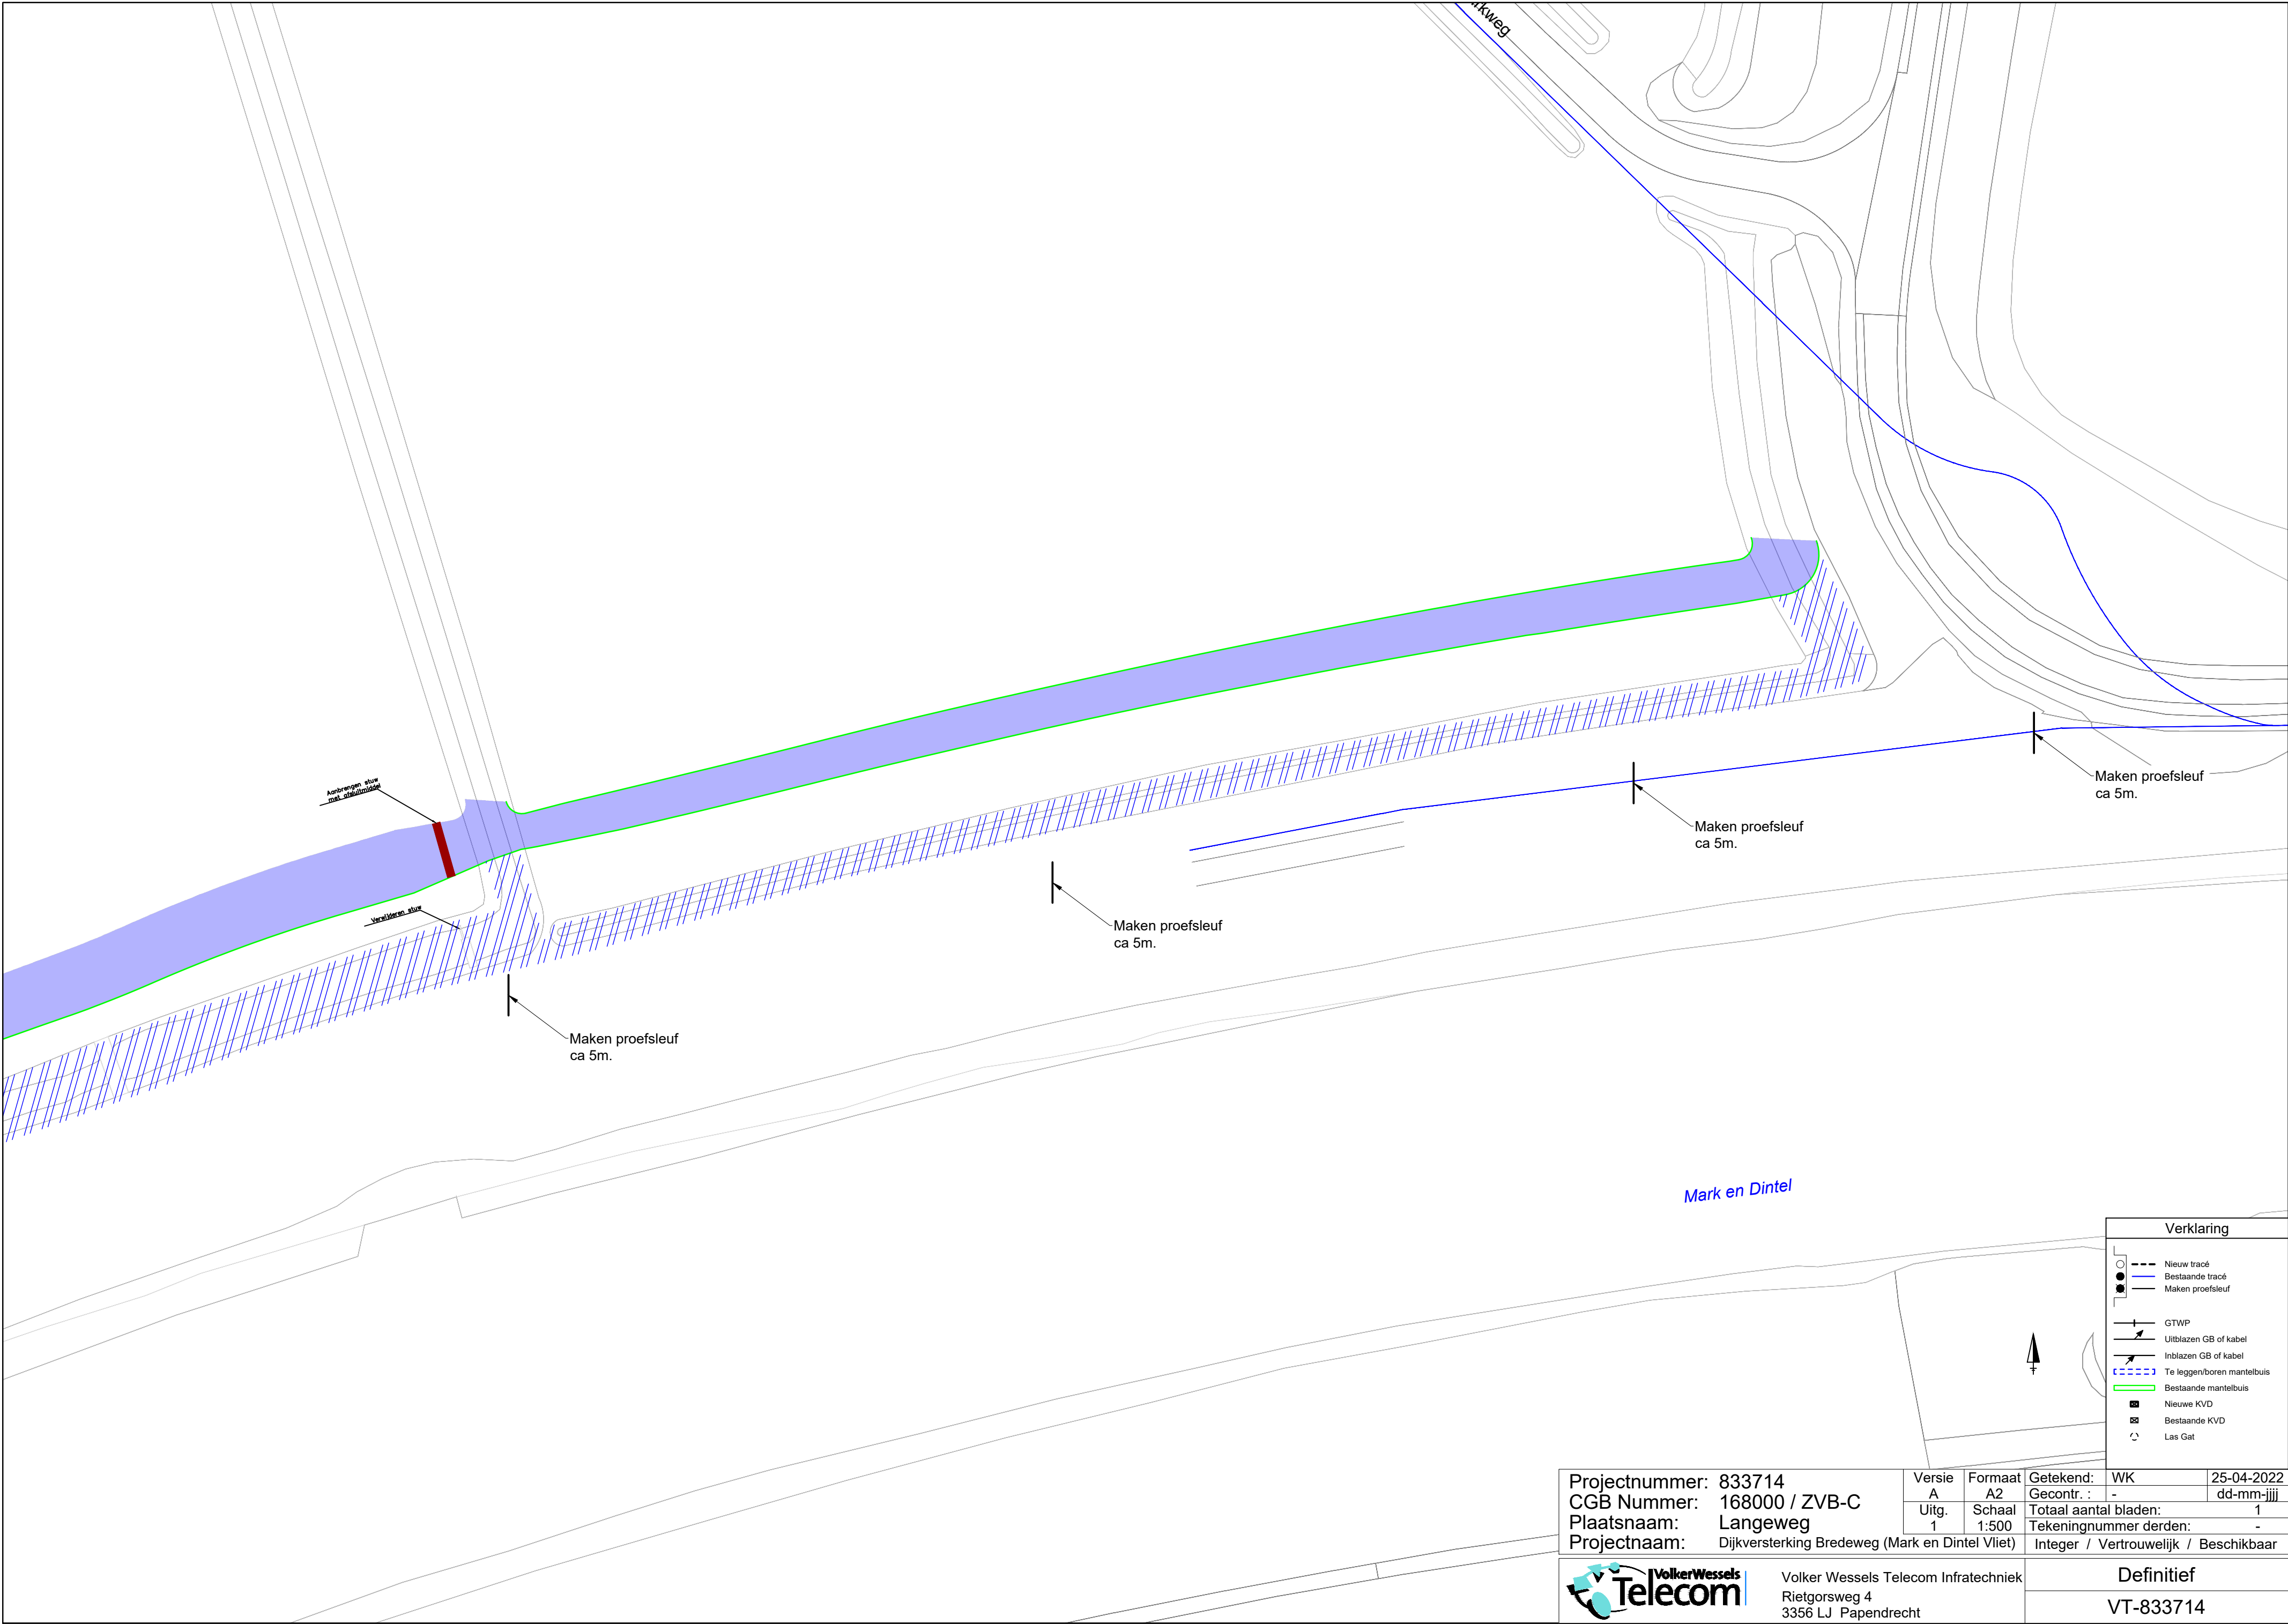 Aanbrengen stuw
met afsluitmiddel
Verwijderen stuw
Maken proefsleuf
ca 5m.
Maken proefsleuf
ca 5m.
Maken proefsleuf
ca 5m.
Maken proefsleuf
ca 5m.
Mark en Dintel
Verklaring
Nieuw tracé
Bestaande tracé
Maken proefsleuf
GTWP
Uitblazen GB of kabel
Inblazen GB of kabel
Te leggen/boren mantelbuis
Bestaande mantelbuis
Nieuwe KVD
Bestaande KVD
Las Gat
Projectnummer: 833714
CGB Nummer: 168000 / ZVB-C
Plaatsnaam: Langeweg
Projectnaam: Dijkversterking Bredeweg (Mark en Dintel Vliet)
Versie Formaat Getekend: WK 25-04-2022
A A2 Gecontr. : - dd-mm-jjjj
Uitg. Schaal Totaal aantal bladen: 1
1 1:500 Tekeningnummer derden: -
Integer / Vertrouwelijk / Beschikbaar
VolkerWessels
Telecom
Volker Wessels Telecom Infratechniek
Rietgorsweg 4
3356 LJ Papendrecht
Definitief
VT-833714